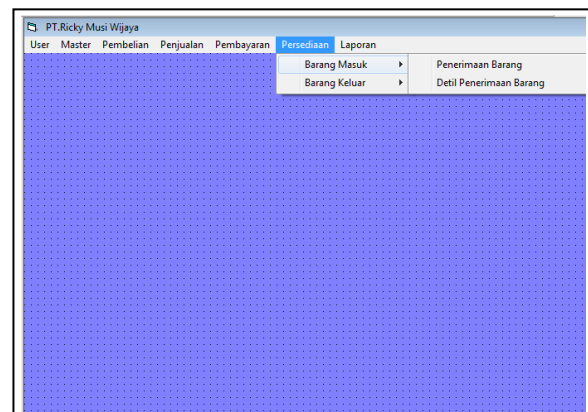 PT.Ricky Musi Wijaya
User Master Pembelian Penjualan Pembayaran Persediaan Laporan
Barang Masuk Penerimaan Barang
Barang Keluar Detil Penerimaan Barang